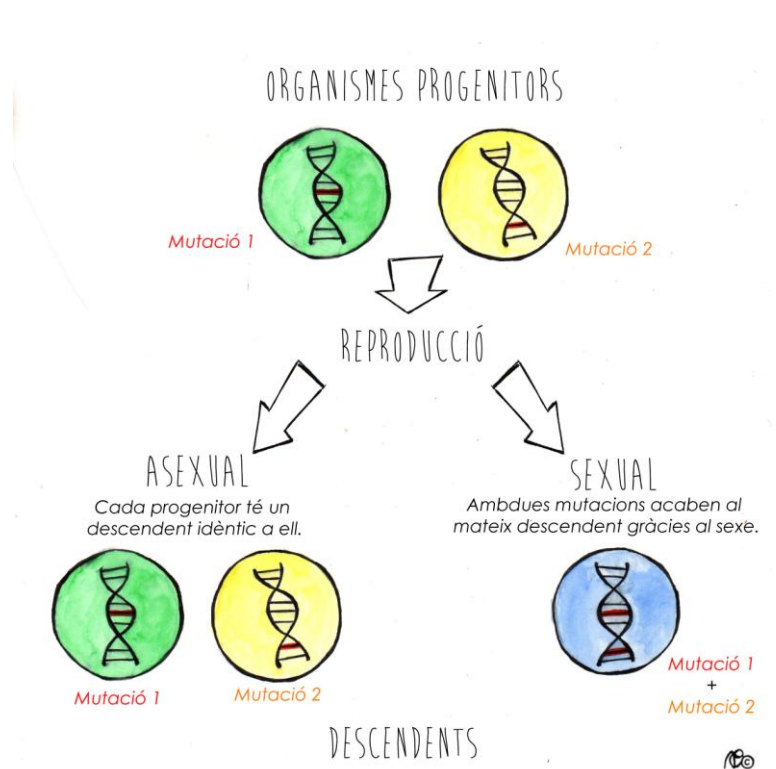 ORGANISMES PROGENITORS
Mutació 1
Mutació 2
REPRODUCCIÓ
ASEXUAL
Cada progenitor té un
descendent idèntic a ell.
SEXUAL
Ambdues mutacions acaben al
mateix descendent gràcies al sexe.
Mutació 1
Mutació 2
Mutació 1
+
Mutació 2
DESCENDENTS